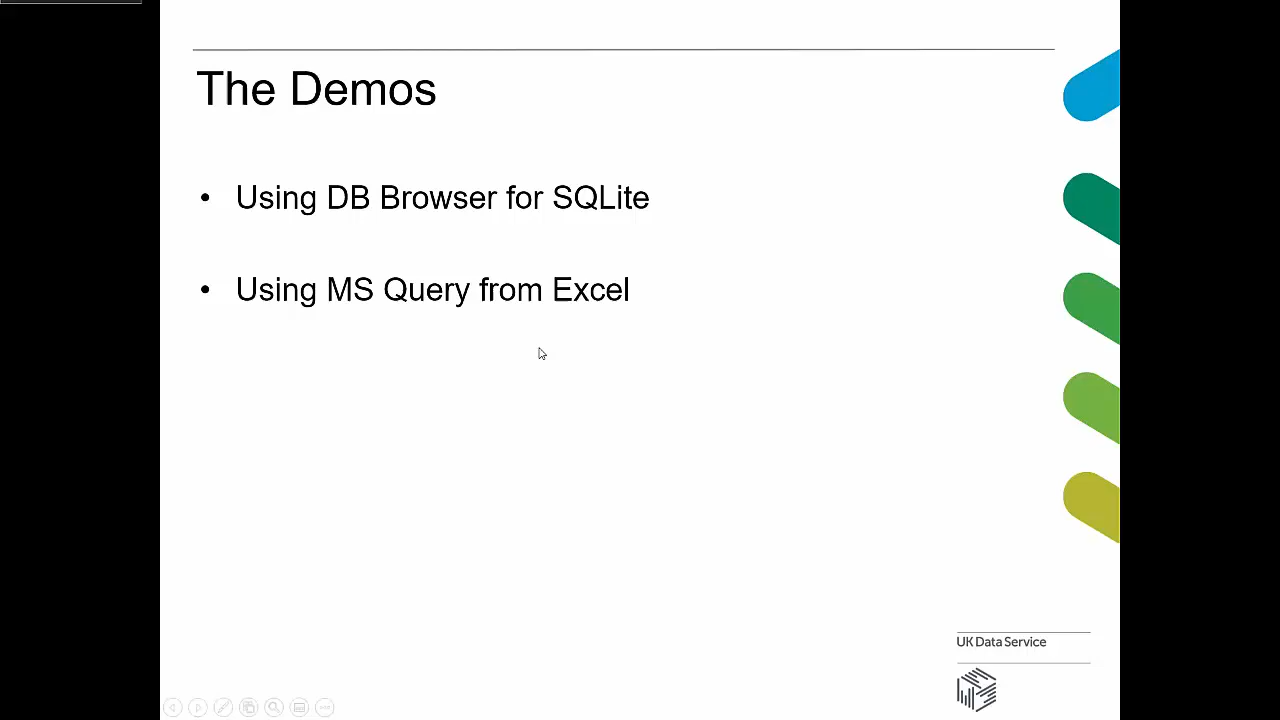 The Demos
• Using DB Browser for SQLite
• Using MS Query from Excel
UK Data Service